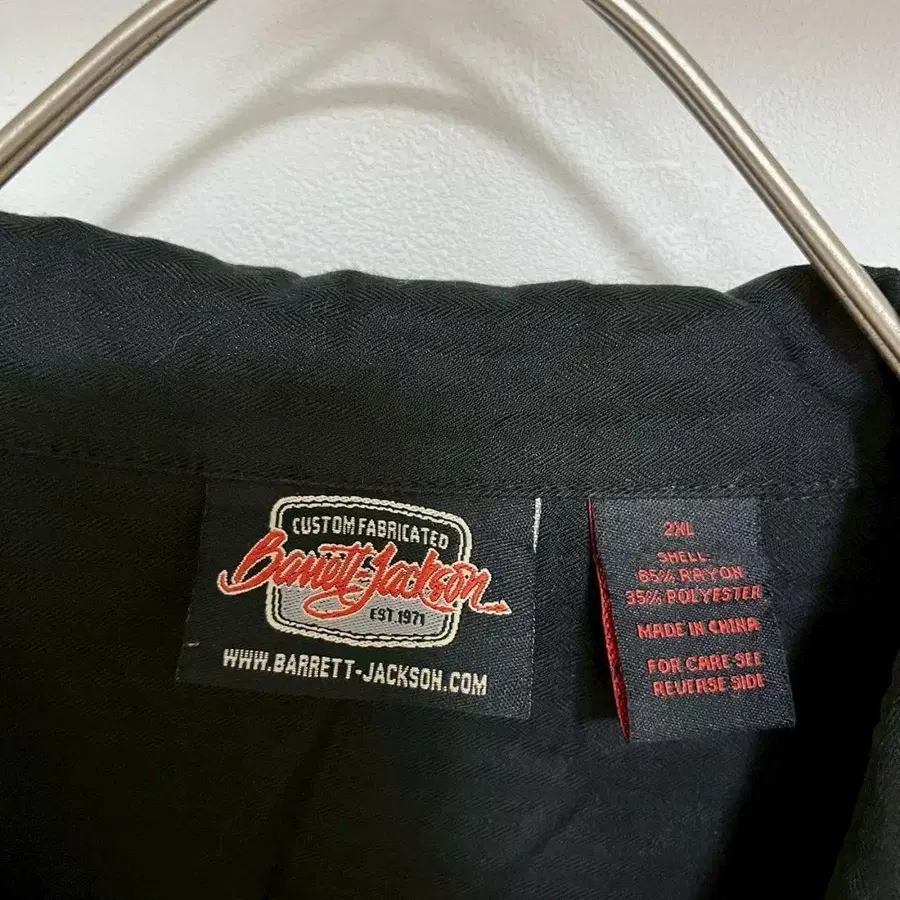 CUSTOM FABRICATED
Barrett-Jackson
EST.1971
WWW.BARRETT-JACKSON.COM
2XL
SHELL:
65% RAYON
35% POLYESTER
MADE IN CHINA
FOR CARE SEE
REVERSE SIDE